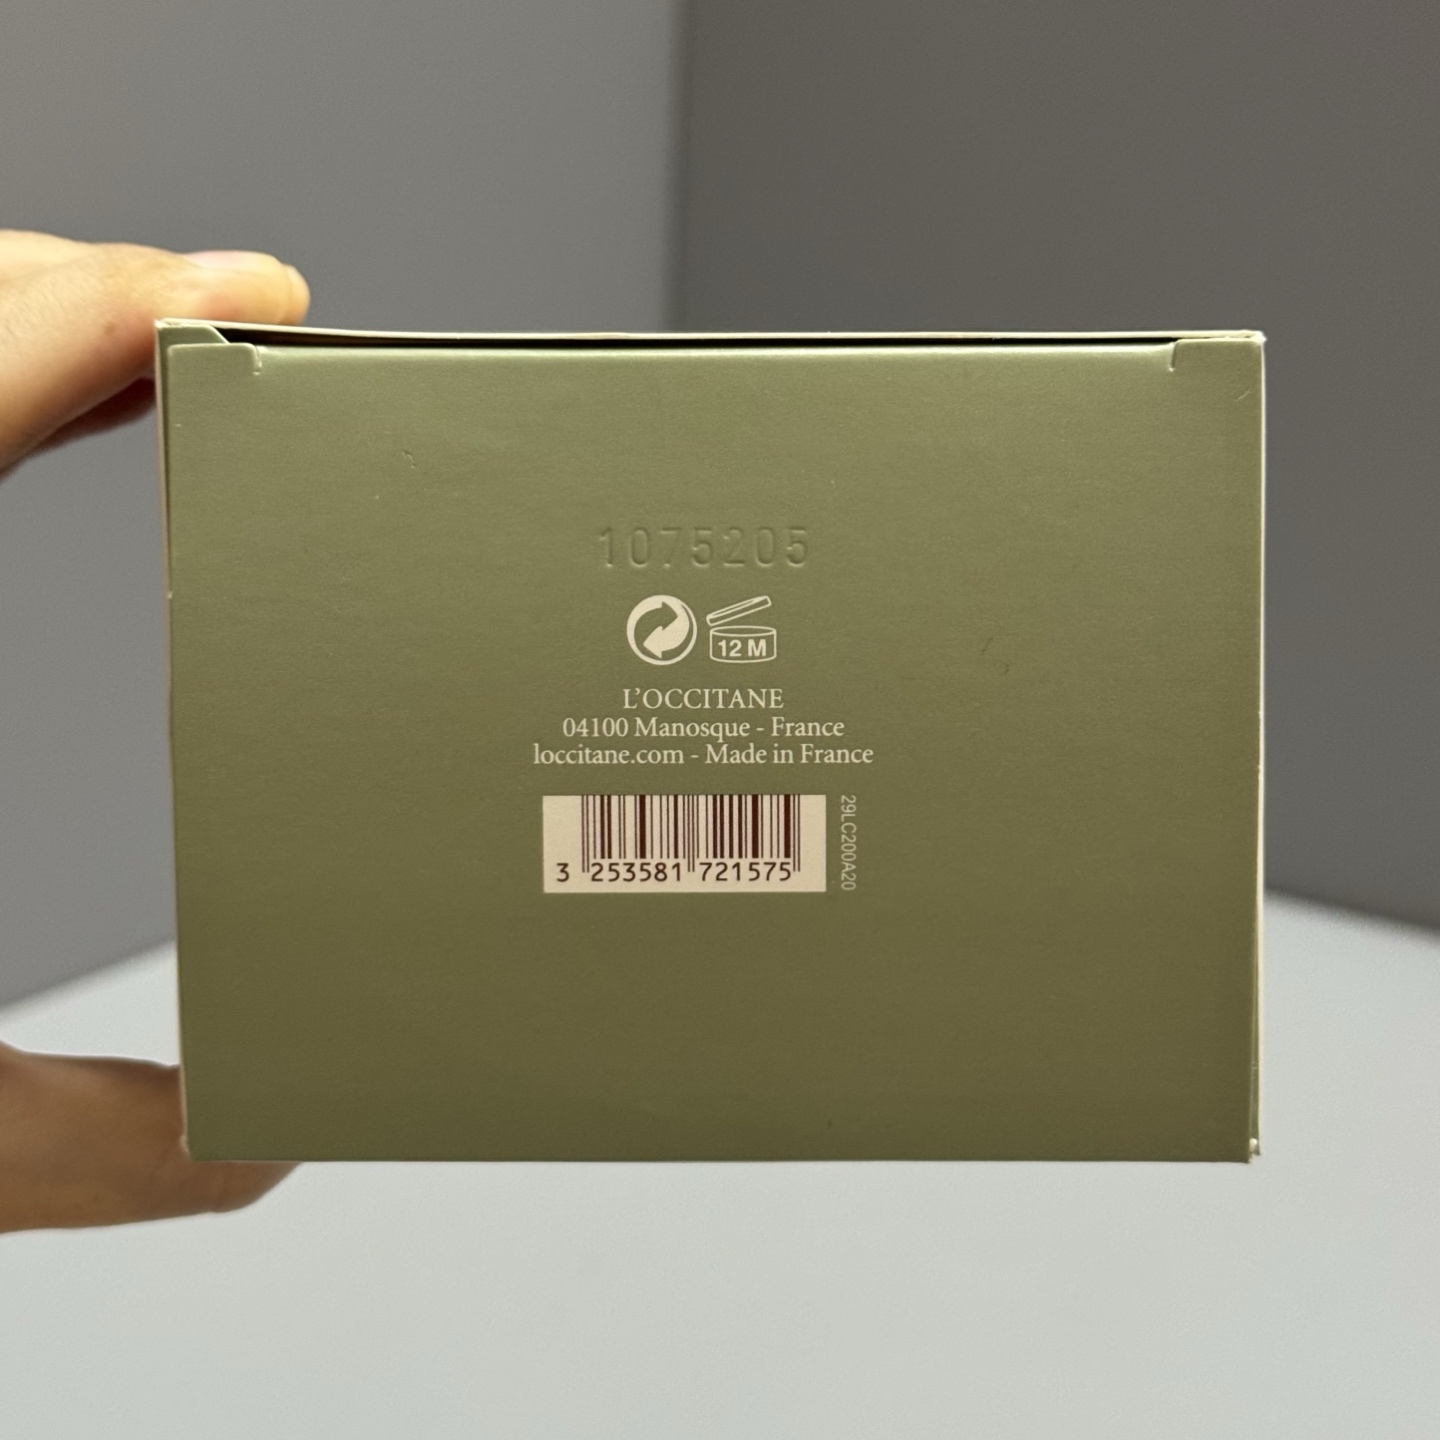 1075205
12 M
L'OCCITANE
04100 Manosque - France
loccitane.com - Made in France
29LC200A20
3 253581 721575